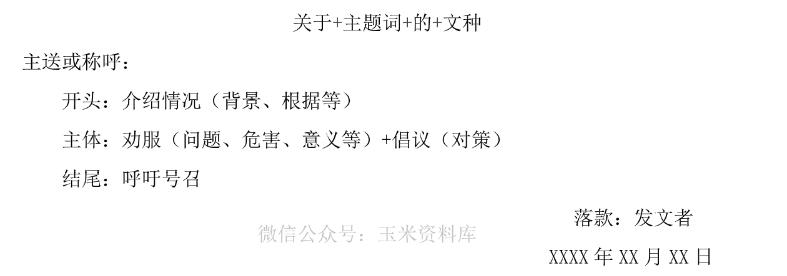 关于+主题词+的+文种
主送或称呼：
开头：介绍情况（背景、根据等）
主体：劝服（问题、危害、意义等）+倡议（对策）
结尾：呼吁号召
落款：发文者
微信公众号：玉米资料库
XXXX 年 XX 月 XX 日